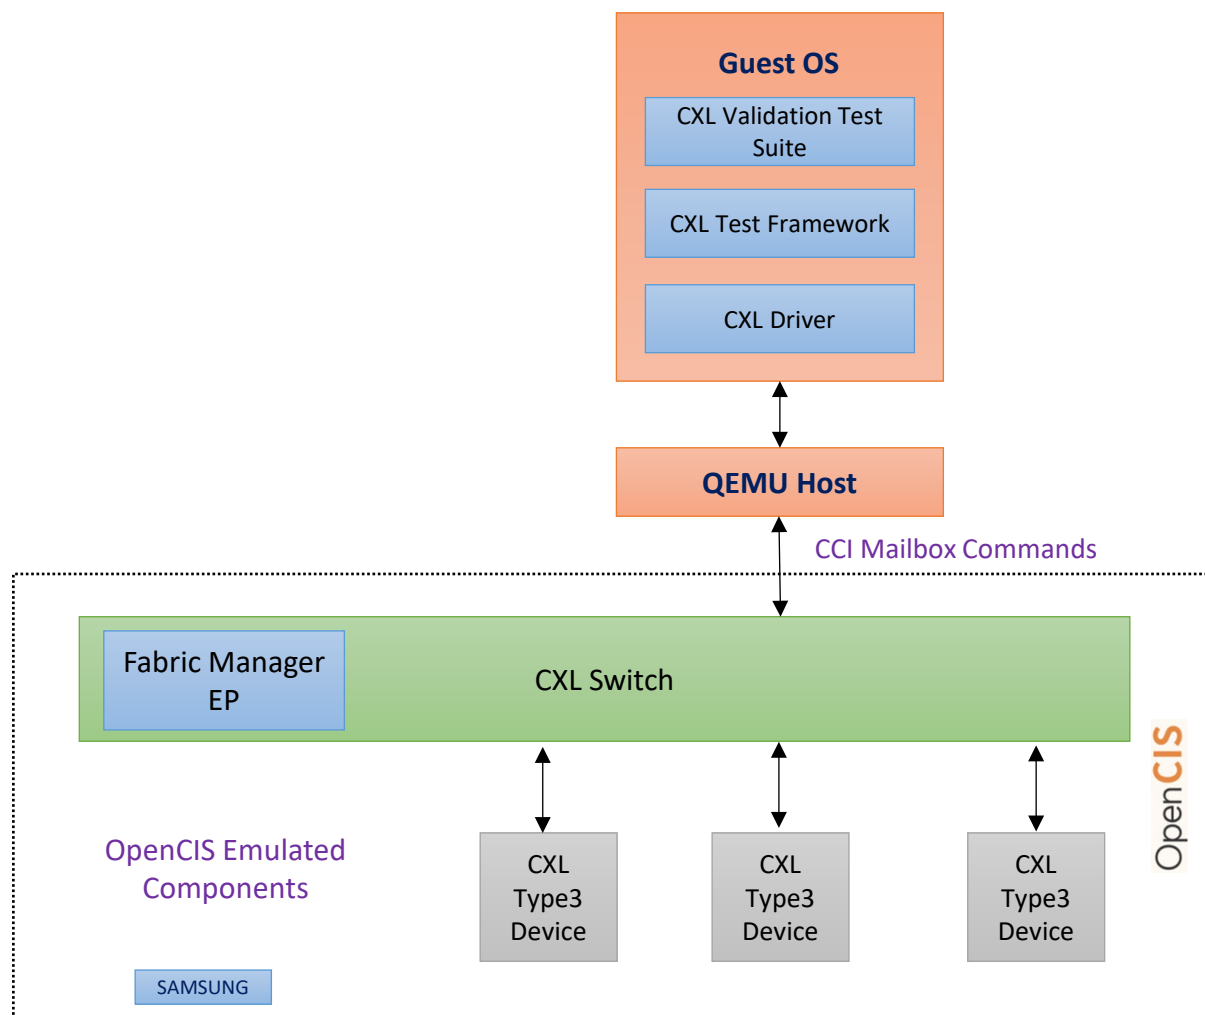 Guest OS
CXL Validation Test
Suite
CXL Test Framework
CXL Driver
QEMU Host
CCI Mailbox Commands
Fabric Manager
EP
CXL Switch
OpenCIS
OpenCIS Emulated
Components
CXL
Type3
Device
CXL
Type3
Device
CXL
Type3
Device
SAMSUNG